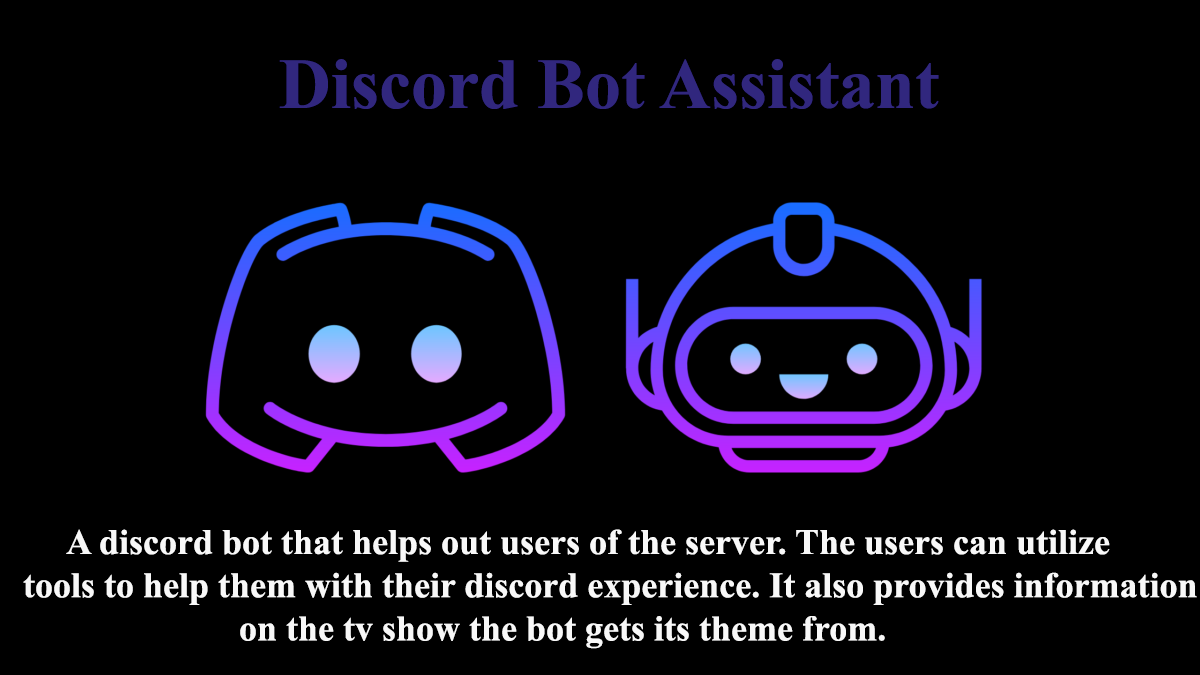 Discord Bot Assistant
A discord bot that helps out users of the server. The users can utilize
tools to help them with their discord experience. It also provides information
on the tv show the bot gets its theme from.